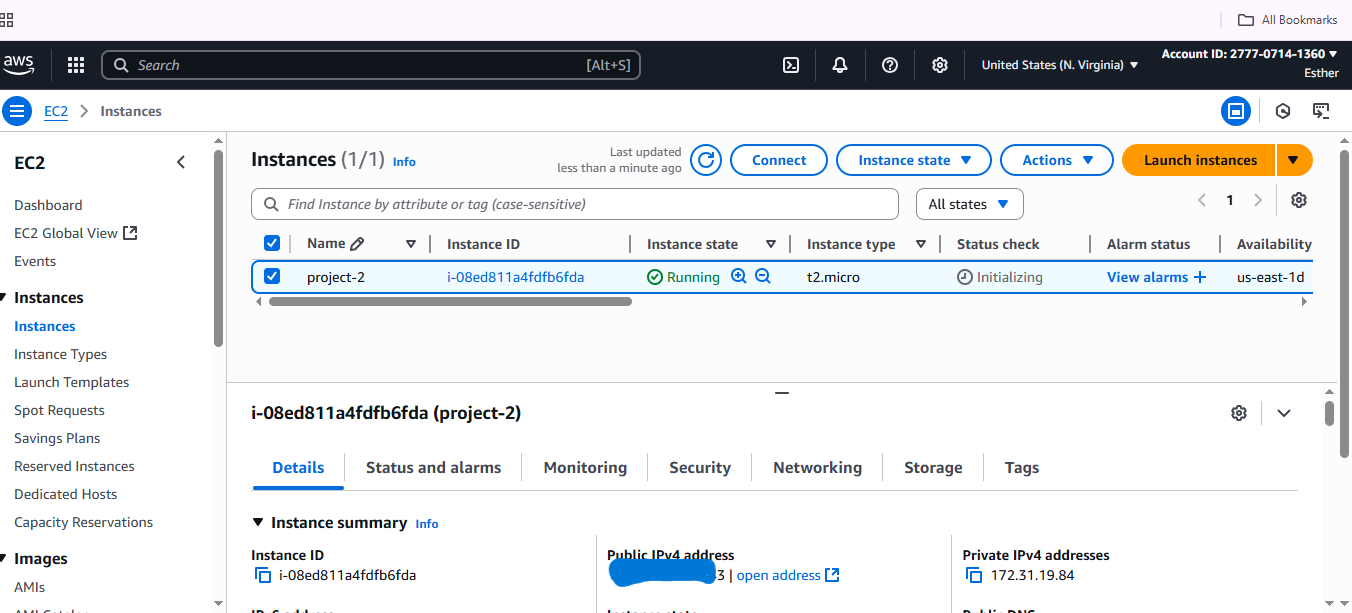 All Bookmarks
aws Search [Alt+S] United States (N. Virginia) Account ID: 2777-0714-1360
Esther
EC2 Instances
EC2
Dashboard
EC2 Global View
Events
Instances
Instances
Instance Types
Launch Templates
Spot Requests
Savings Plans
Reserved Instances
Dedicated Hosts
Capacity Reservations
Images
AMIs
Instances (1/1) Info
Last updated
less than a minute ago
Connect Instance state Actions Launch instances
Find Instance by attribute or tag (case-sensitive) All states 1
Name Instance ID Instance state Instance type Status check Alarm status Availability
project-2 i-08ed811a4fdfb6fda Running t2.micro Initializing View alarms + us-east-1d
i-08ed811a4fdfb6fda (project-2)
Details Status and alarms Monitoring Security Networking Storage Tags
Instance summary Info
Instance ID Public IPv4 address Private IPv4 addresses
i-08ed811a4fdfb6fda | open address 172.31.19.84